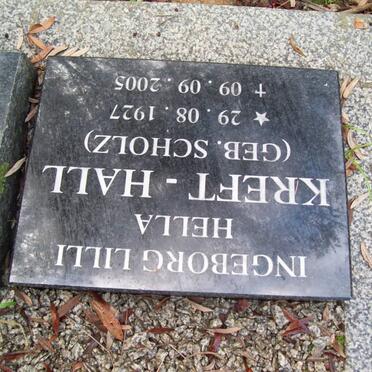 INGEBORG LILLI
HELLA
KREFT - HALL
(GEB. SCHOLZ)
★ 29. 08. 1927
✝ 09. 09. 2005